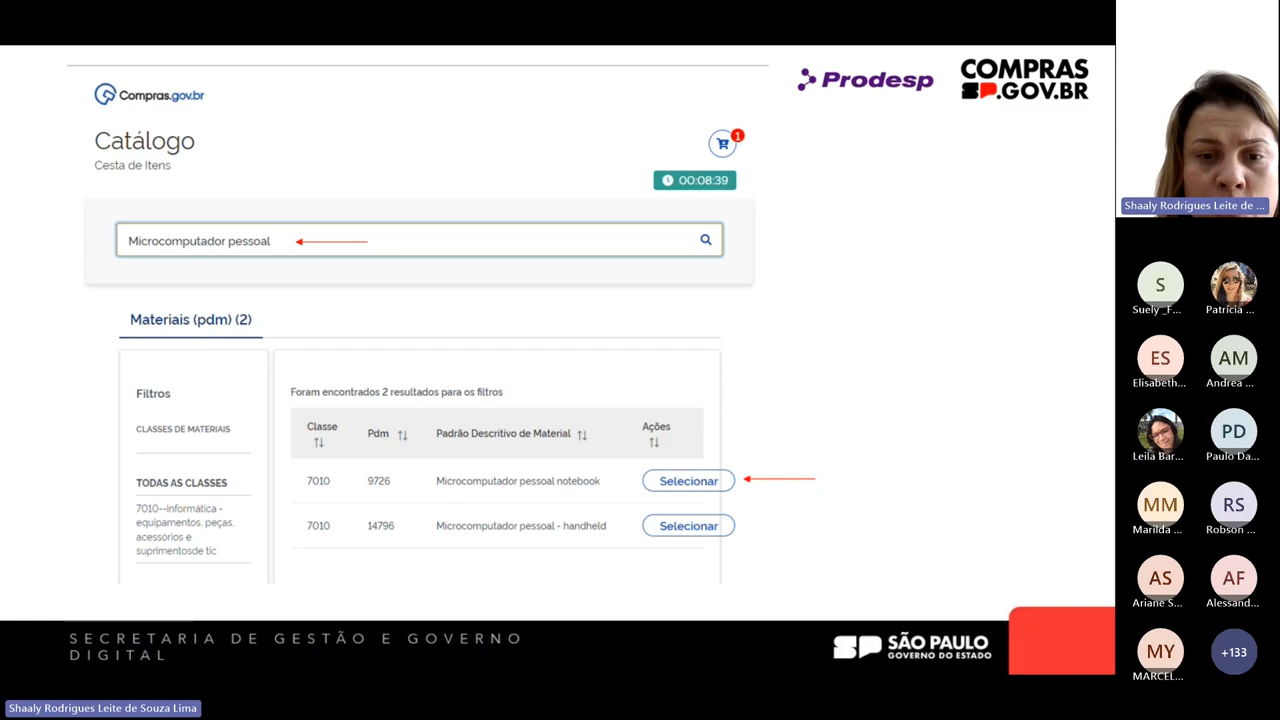 Compras.gov.br
Prodesp
COMPRAS
SP.GOV.BR
Catálogo
Cesta de Itens
1
00:08:39
Microcomputador pessoal
Materiais (pdm) (2)
Filtros
CLASSES DE MATERIAIS
TODAS AS CLASSES
7010--informática -
equipamentos, peças,
acessórios e
suprimentosde tic
Foram encontrados 2 resultados para os filtros
Classe Pdm Padrão Descritivo de Material Ações
7010 9726 Microcomputador pessoal notebook Selecionar
7010 14796 Microcomputador pessoal - handheld Selecionar
SECRETARIA DE GESTÃO E GOVERNO
DIGITAL
SP SÃO PAULO
GOVERNO DO ESTADO
Shaaly Rodrigues Leite de Souza Lima
Shaaly Rodrigues Leite de ...
S
Suely _F... Patrícia ...
ES AM
Elisabeth... Andrea ...
PD
Leila Bar... Paulo Da...
MM RS
Marilda ... Robson ...
AS AF
Ariane S... Alessand...
MY +133
MARCEL...